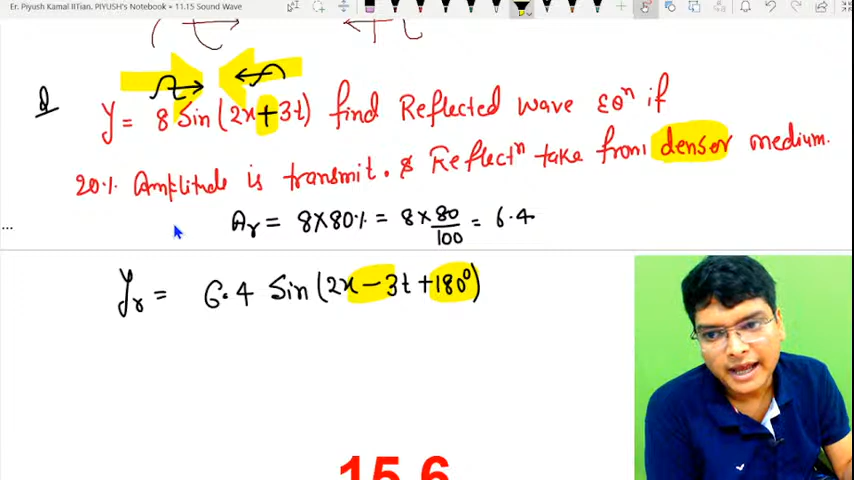 Er. Piyush Kamal IITian, PIYUSH's Notebook = 11.15 Sound Wave
Q
y = 8 Sin (2x + 3t) find Reflected wave EQⁿ if
20% Amplitude is transmit. & Reflectⁿ take from denser medium.
Aᵣ = 8×80% = 8 × 80/100 = 6.4
...
yᵣ = 6.4 Sin (2x − 3t + 180°)
15.6